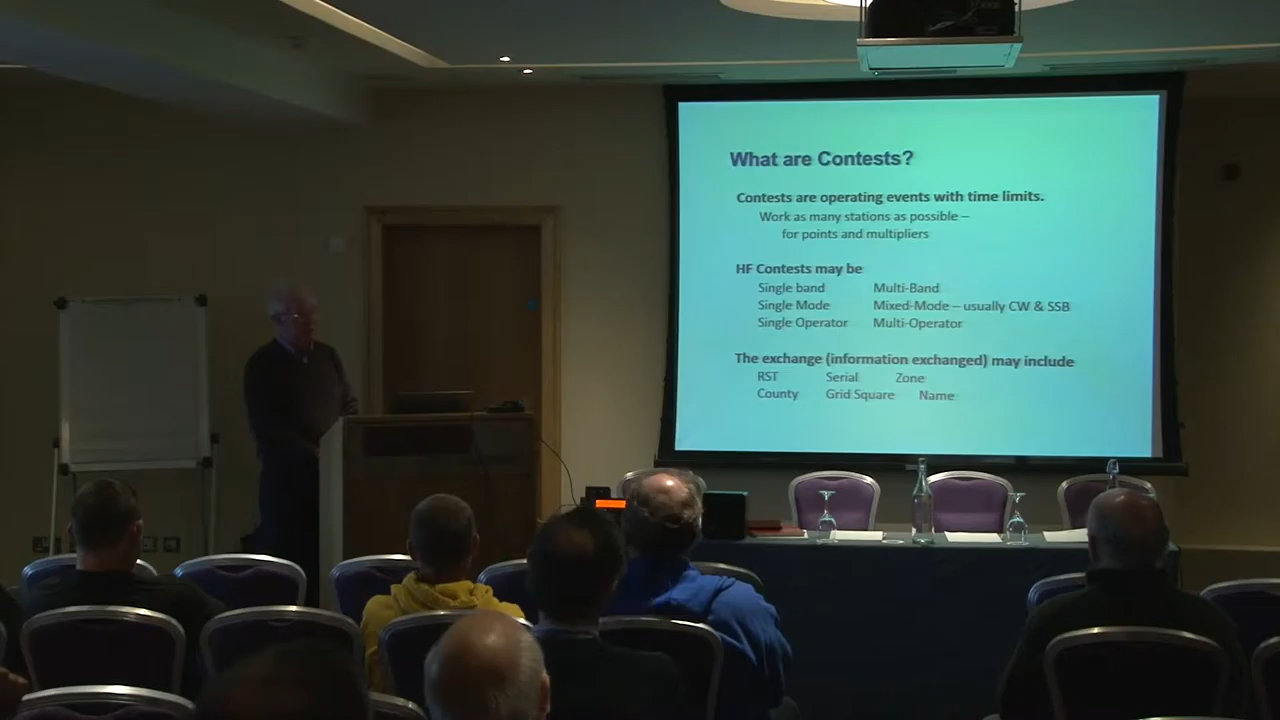 What are Contests?
Contests are operating events with time limits.
Work as many stations as possible –
for points and multipliers
HF Contests may be
Single band Multi-Band
Single Mode Mixed-Mode – usually CW & SSB
Single Operator Multi-Operator
The exchange (information exchanged) may include
RST Serial Zone
County Grid Square Name